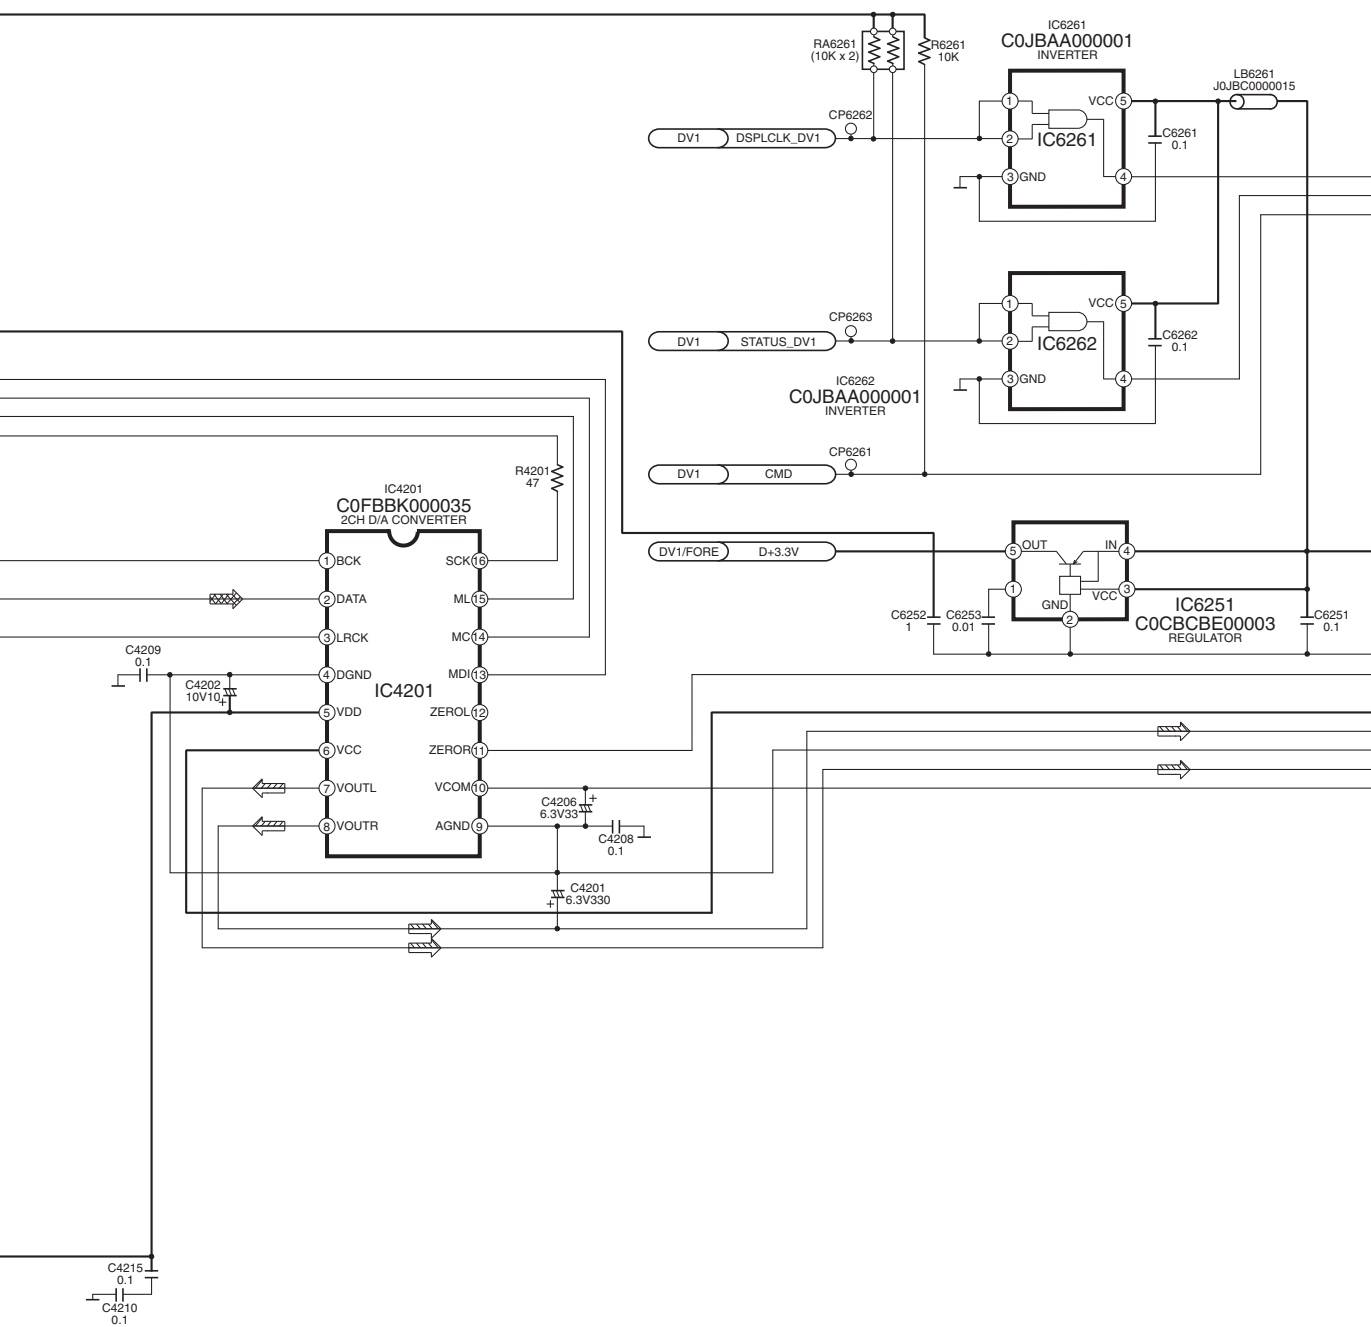 IC6261
C0JBAA000001
INVERTER
RA6261
(10K x 2)
R6261
10K
LB6261
J0JBC0000015
1
VCC
5
CP6262
DV1
DSPLCLK_DV1
2
IC6261
C6261
0.1
3
GND
4
1
VCC
5
CP6263
DV1
STATUS_DV1
2
IC6262
C6262
0.1
3
GND
4
IC6262
C0JBAA000001
INVERTER
CP6261
DV1
CMD
R4201
47
IC4201
C0FBBK000035
2CH D/A CONVERTER
DV1/FORE
D+3.3V
5
OUT
IN
4
1
VCC
3
GND
2
IC6251
C0CBCBE00003
REGULATOR
C6252
1
C6253
0.01
C6251
0.1
1
BCK
SCK
16
2
DATA
ML
15
3
LRCK
MC
14
C4209
0.1
4
DGND
MDI
13
C4202
10V10
+
IC4201
5
VDD
ZEROL
12
6
VCC
ZEROR
11
7
VOUTL
VCOM
10
C4206
6.3V33
+
8
VOUTR
AGND
9
C4208
0.1
C4201
6.3V330
+
C4215
0.1
C4210
0.1